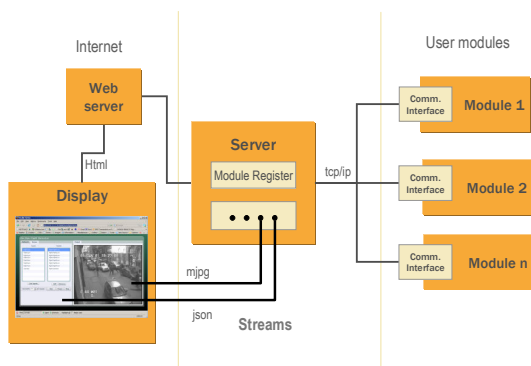 Internet
User modules
Web
server
Html
Display
mjpg
json
Server
Module Register
Streams
tcp/ip
Comm.
Interface
Module 1
Comm.
Interface
Module 2
Comm.
Interface
Module n